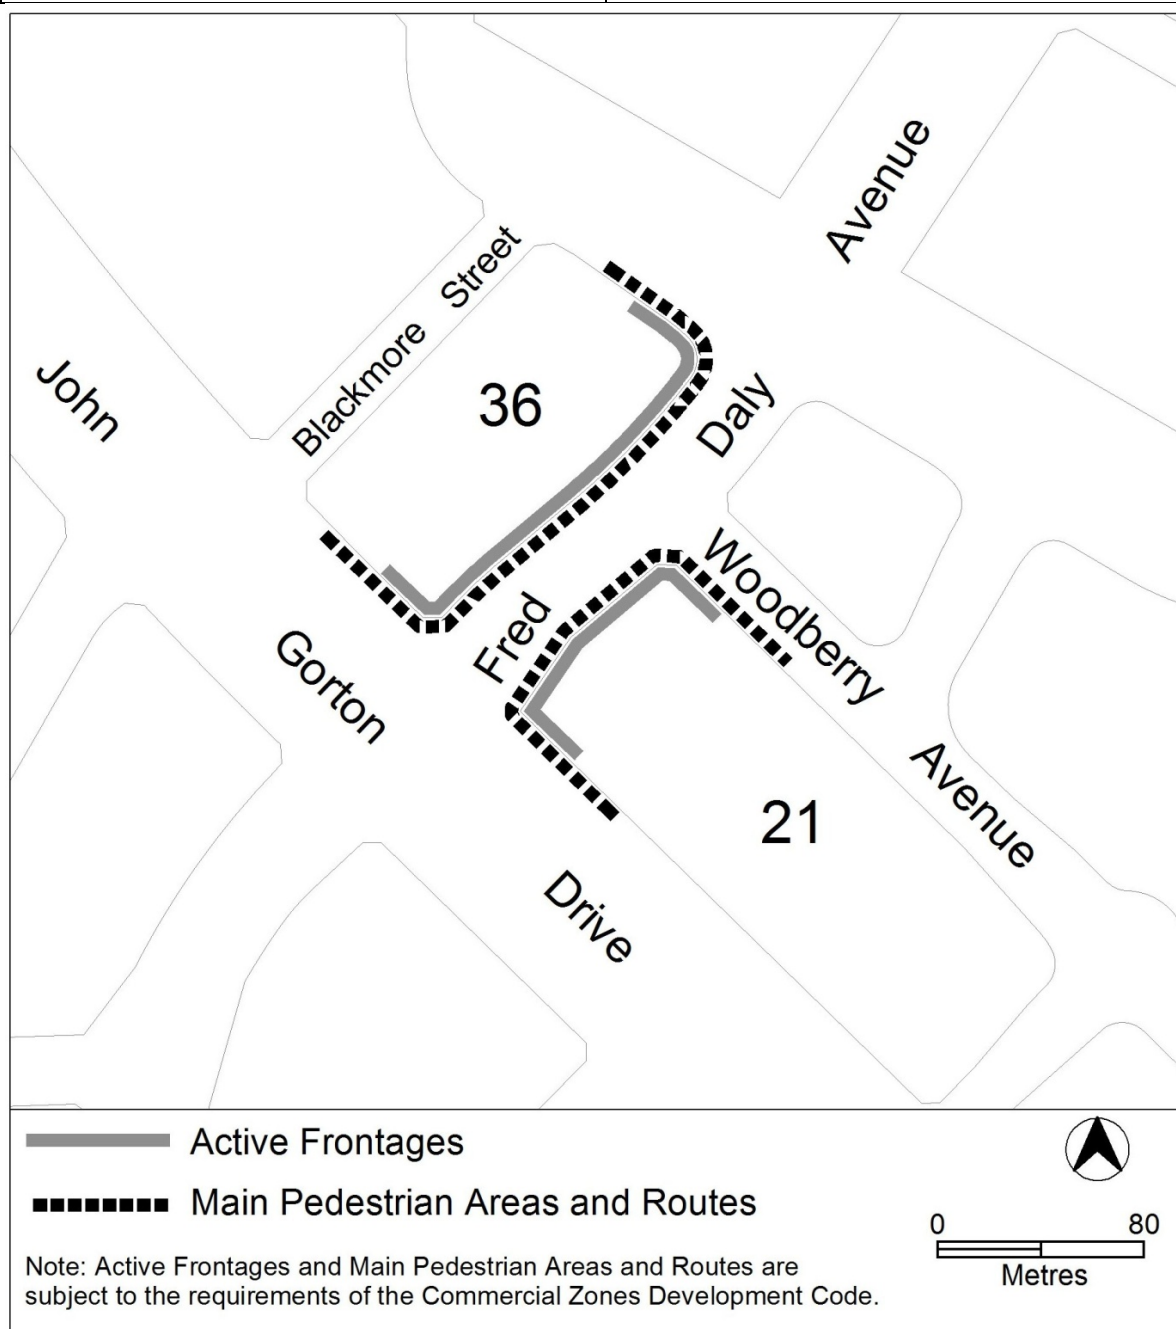 Avenue
Blackmore Street
John
36
Daly
Woodberry
Fred
Gorton
Avenue
21
Drive
Active Frontages
Main Pedestrian Areas and Routes
0 80
Metres
Note: Active Frontages and Main Pedestrian Areas and Routes are
subject to the requirements of the Commercial Zones Development Code.